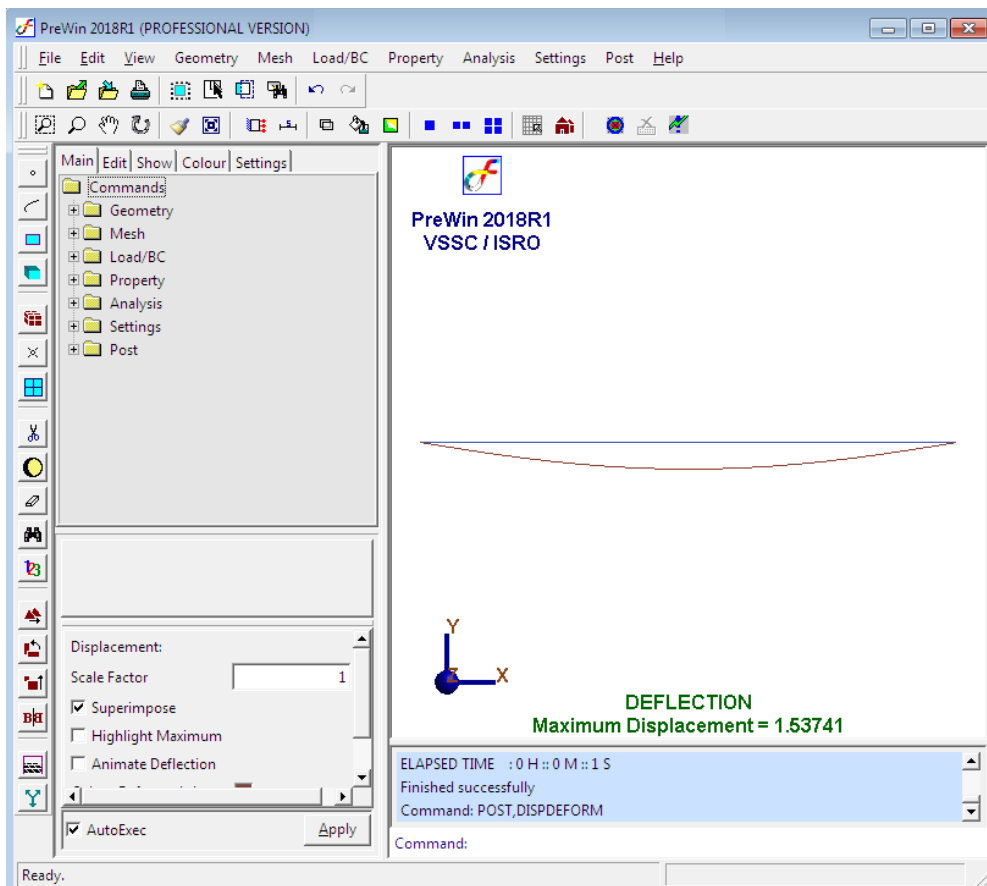 PreWin 2018R1 (PROFESSIONAL VERSION)
File Edit View Geometry Mesh Load/BC Property Analysis Settings Post Help
Main Edit Show Colour Settings
Commands
Geometry
Mesh
Load/BC
Property
Analysis
Settings
Post
123
Displacement:
Scale Factor 1
Superimpose
Highlight Maximum
Animate Deflection
AutoExec Apply
PreWin 2018R1
VSSC / ISRO
Y
Z X
DEFLECTION
Maximum Displacement = 1.53741
ELAPSED TIME : 0 H :: 0 M :: 1 S
Finished successfully
Command: POST,DISPDEFORM
Command:
Ready.